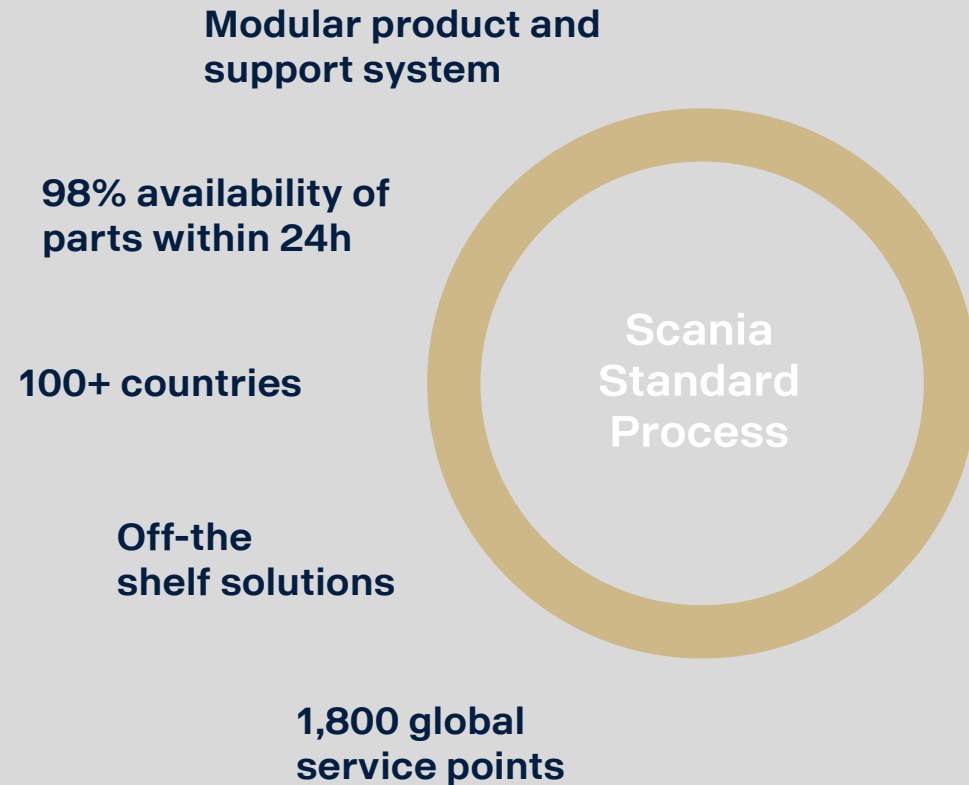 Modular product and
support system
98% availability of
parts within 24h
100+ countries
Scania
Standard
Process
Off-the
shelf solutions
1,800 global
service points